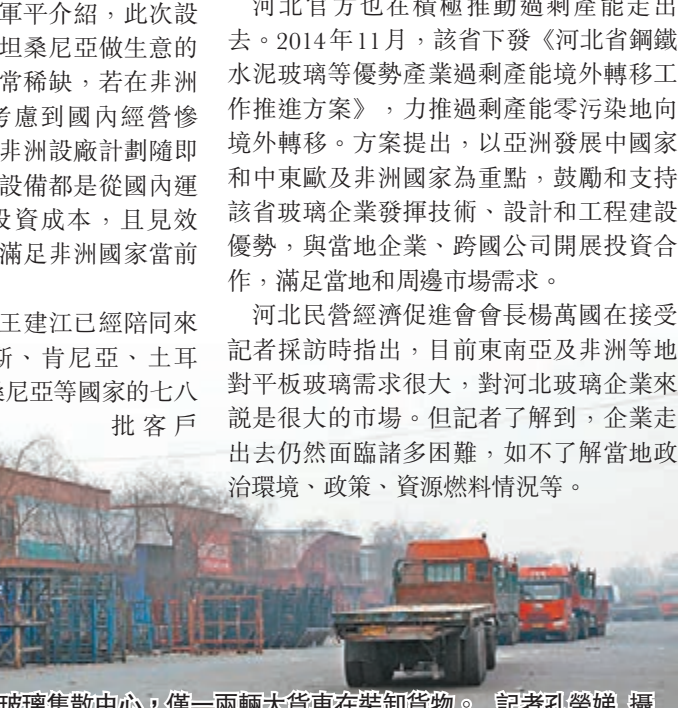 軍平介紹，此次設
坦桑尼亞做生意的
常稀缺，若在非洲
考慮到國內經營慘
非洲設廠計劃隨即
設備都是從國內運
投資成本，且見效
滿足非洲國家當前
王建江已經陪同來
斯、肯尼亞、土耳
桑尼亞等國家的七八
批客戶
河北官方也在積極推動過剩產能走出
去。2014年11月，該省下發《河北省鋼鐵
水泥玻璃等優勢產業過剩產能境外轉移工
作推進方案》，力推過剩產能零污染地向
境外轉移。方案提出，以亞洲發展中國家
和中東歐及非洲國家為重點，鼓勵和支持
該省玻璃企業發揮技術、設計和工程建設
優勢，與當地企業、跨國公司開展投資合
作，滿足當地和周邊市場需求。
河北民營經濟促進會會長楊萬國在接受
記者採訪時指出，目前東南亞及非洲等地
對平板玻璃需求很大，對河北玻璃企業來
說是很大的市場。但記者了解到，企業走
出去仍然面臨諸多困難，如不了解當地政
治環境、政策、資源燃料情況等。
玻璃集散中心，僅一兩輛大貨車在裝卸貨物。 記者孔榮娣 攝